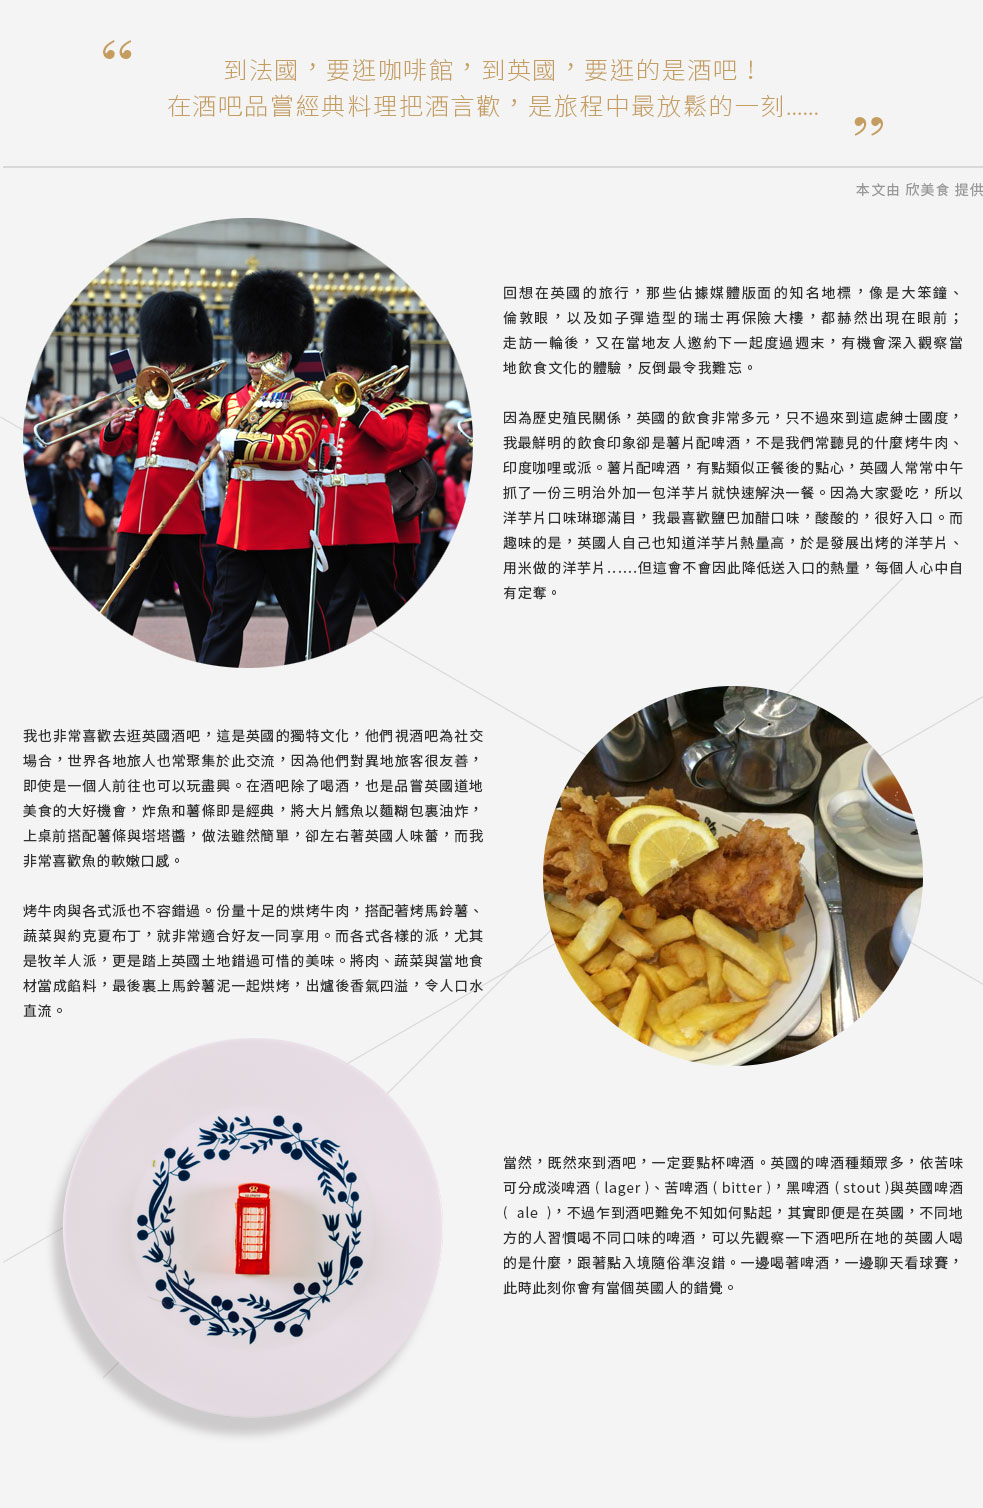 “
到法國，要逛咖啡館，到英國，要逛的是酒吧！
在酒吧品嘗經典料理把酒言歡，是旅程中最放鬆的一刻......
”
本文由 欣美食 提供
回想在英國的旅行，那些佔據媒體版面的知名地標，像是大笨鐘、
倫敦眼，以及如子彈造型的瑞士再保險大樓，都赫然出現在眼前；
走訪一輪後，又在當地友人邀約下一起度過週末，有機會深入觀察當
地飲食文化的體驗，反倒最令我難忘。
因為歷史殖民關係，英國的飲食非常多元，只不過來到這處紳士國度，
我最鮮明的飲食印象卻是薯片配啤酒，不是我們常聽見的什麼烤牛肉、
印度咖哩或派。薯片配啤酒，有點類似正餐後的點心，英國人常常中午
抓了一份三明治外加一包洋芋片就快速解決一餐。因為大家愛吃，所以
洋芋片口味琳瑯滿目，我最喜歡鹽巴加醋口味，酸酸的，很好入口。而
趣味的是，英國人自己也知道洋芋片熱量高，於是發展出烤的洋芋片、
用米做的洋芋片......但這會不會因此降低送入口的熱量，每個人心中自
有定奪。
我也非常喜歡去逛英國酒吧，這是英國的獨特文化，他們視酒吧為社交
場合，世界各地旅人也常聚集於此交流，因為他們對異地旅客很友善，
即使是一個人前往也可以玩盡興。在酒吧除了喝酒，也是品嘗英國道地
美食的大好機會，炸魚和薯條即是經典，將大片鱈魚以麵糊包裹油炸，
上桌前搭配薯條與塔塔醬，做法雖然簡單，卻左右著英國人味蕾，而我
非常喜歡魚的軟嫩口感。
烤牛肉與各式派也不容錯過。份量十足的烘烤牛肉，搭配著烤馬鈴薯、
蔬菜與約克夏布丁，就非常適合好友一同享用。而各式各樣的派，尤其
是牧羊人派，更是踏上英國土地錯過可惜的美味。將肉、蔬菜與當地食
材當成餡料，最後裹上馬鈴薯泥一起烘烤，出爐後香氣四溢，令人口水
直流。
當然，既然來到酒吧，一定要點杯啤酒。英國的啤酒種類眾多，依苦味
可分成淡啤酒 ( lager )、苦啤酒 ( bitter )，黑啤酒 ( stout )與英國啤酒
( ale )，不過乍到酒吧難免不知如何點起，其實即便是在英國，不同地
方的人習慣喝不同口味的啤酒，可以先觀察一下酒吧所在地的英國人喝
的是什麼，跟著點入境隨俗準沒錯。一邊喝著啤酒，一邊聊天看球賽，
此時此刻你會有當個英國人的錯覺。